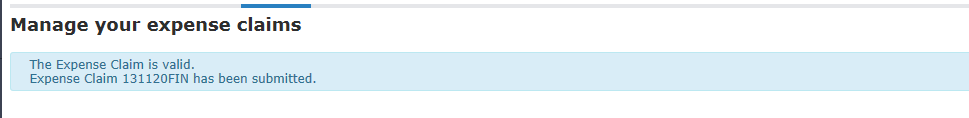 Manage your expense claims
The Expense Claim is valid.
Expense Claim 131120FIN has been submitted.